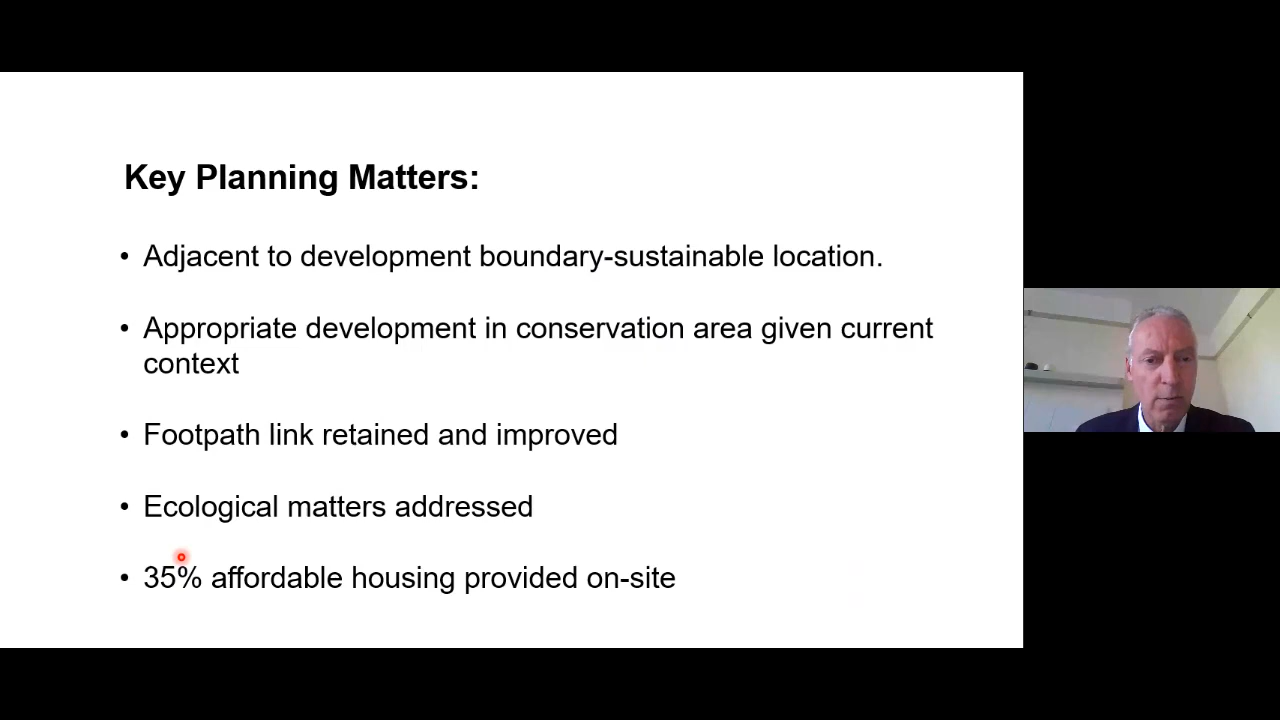 Key Planning Matters:
• Adjacent to development boundary-sustainable location.
• Appropriate development in conservation area given current
context
• Footpath link retained and improved
• Ecological matters addressed
• 35% affordable housing provided on-site